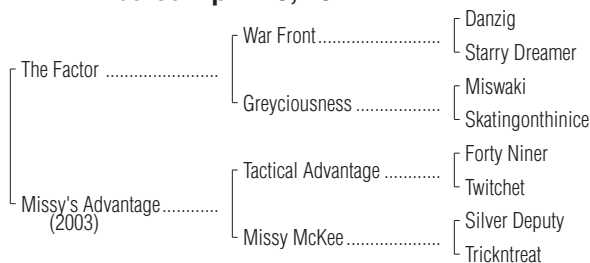 Danzig
War Front
Starry Dreamer
The Factor
Miswaki
Greyciousness
Skatingonthinice
Forty Niner
Tactical Advantage
Twitchet
Missy's Advantage
(2003)
Silver Deputy
Missy McKee
Trickntreat